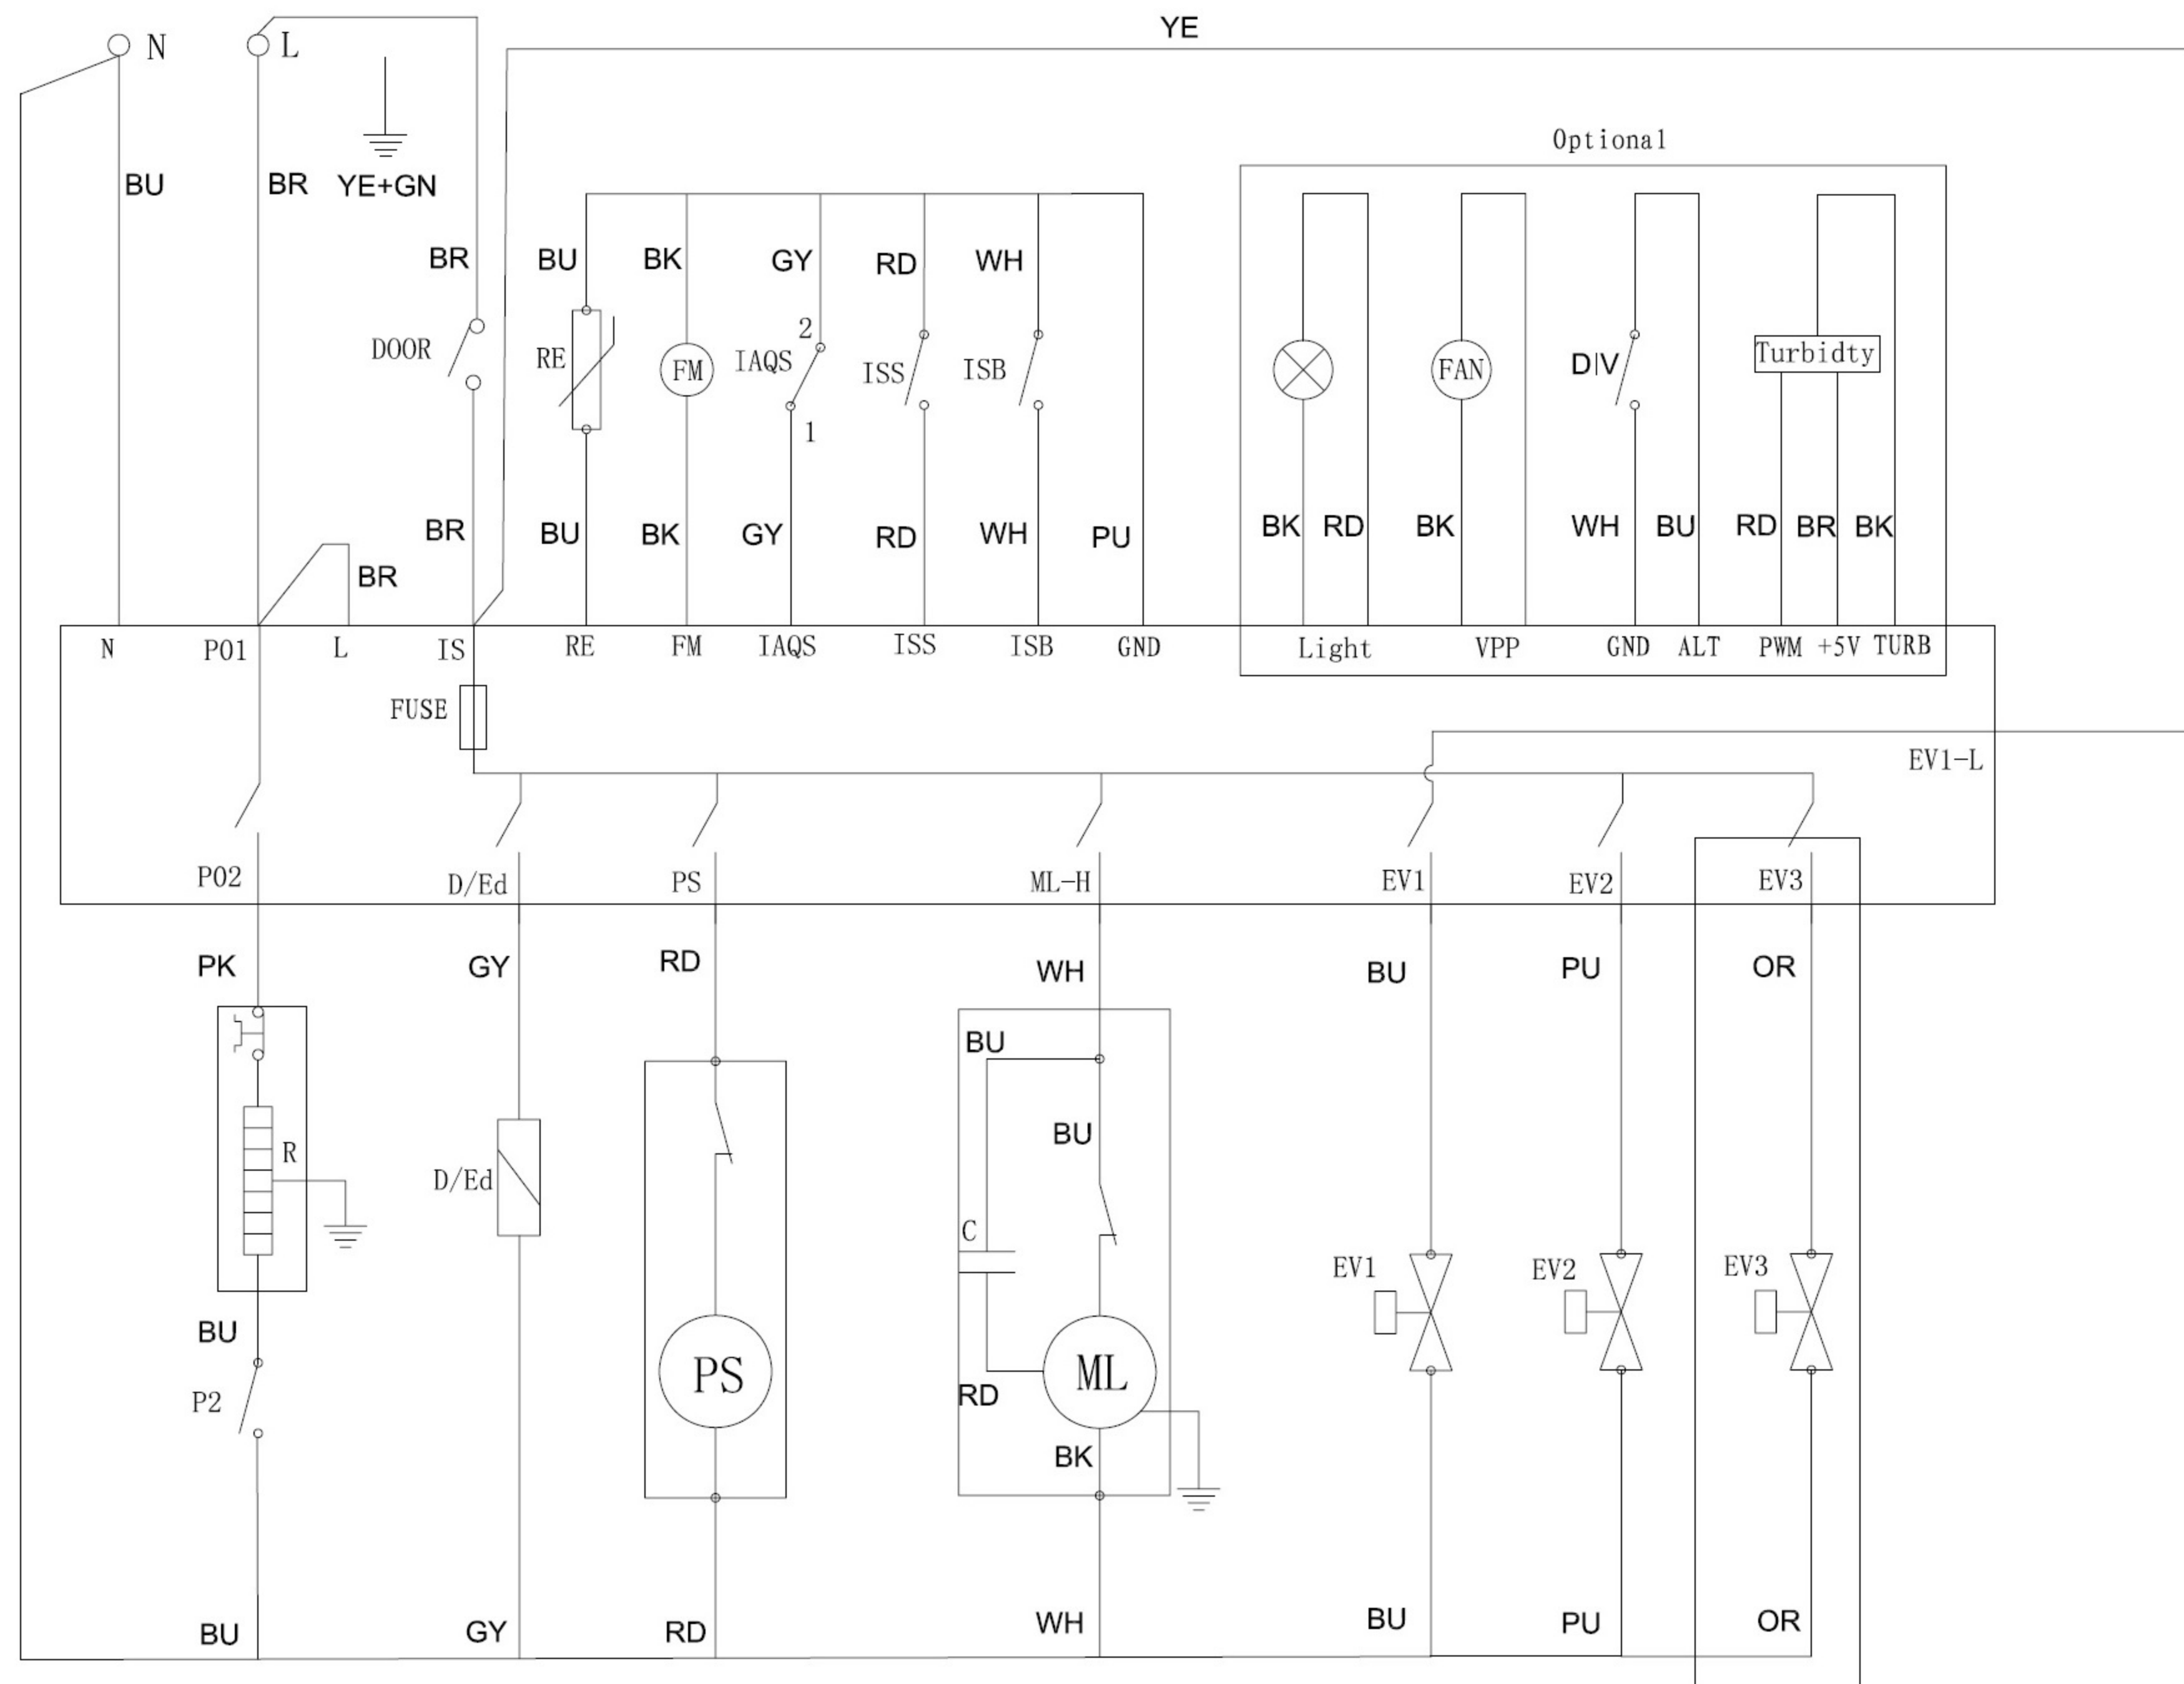 YE
N
L
Optional
BU
BR
YE+GN
BR
BU
BK
GY
RD
WH
2
DOOR
RE
FM
IAQS
ISS
ISB
FAN
DIV
Turbidty
1
BR
BU
BK
GY
RD
WH
PU
BK
RD
BK
WH
BU
RD
BR
BK
BR
N
P01
L
IS
RE
FM
IAQS
ISS
ISB
GND
Light
VPP
GND
ALT
PWM
+5V
TURB
FUSE
EV1-L
P02
D/Ed
PS
ML-H
EV1
EV2
EV3
PK
GY
RD
WH
BU
PU
OR
BU
BU
R
D/Ed
C
EV1
EV2
EV3
BU
PS
ML
P2
RD
BK
BU
GY
RD
WH
BU
PU
OR